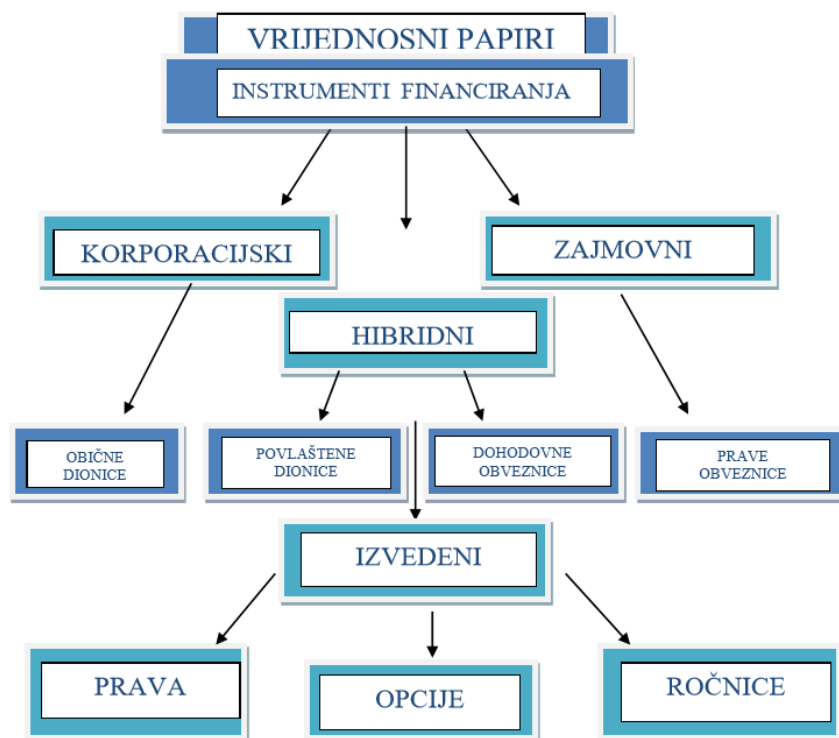 VRIJEDNOSNI PAPIRI
INSTRUMENTI FINANCIRANJA
KORPORACIJSKI
ZAJMOVNI
HIBRIDNI
OBIČNE
DIONICE
POVLAŠTENE
DIONICE
DOHODOVNE
OBVEZNICE
PRAVE
OBVEZNICE
IZVEDENI
PRAVA
OPCIJE
ROČNICE